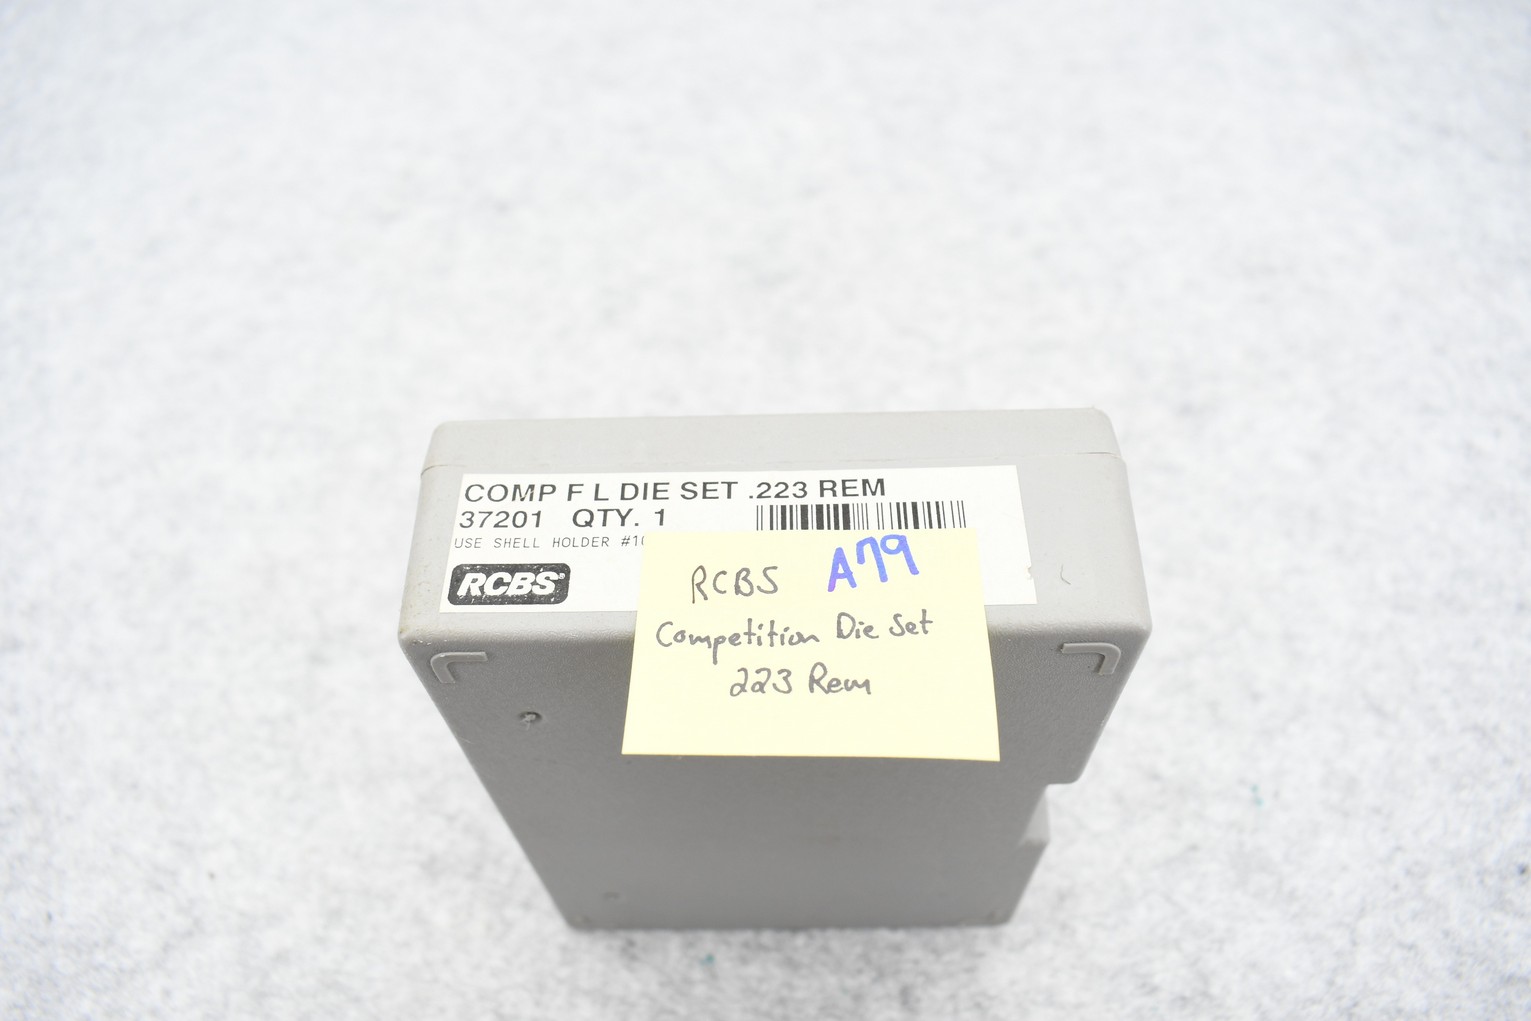 COMP F L DIE SET .223 REM
37201 QTY. 1
USE SHELL HOLDER #10
RCBS
RCBS A79
Competition Die Set
223 Rem